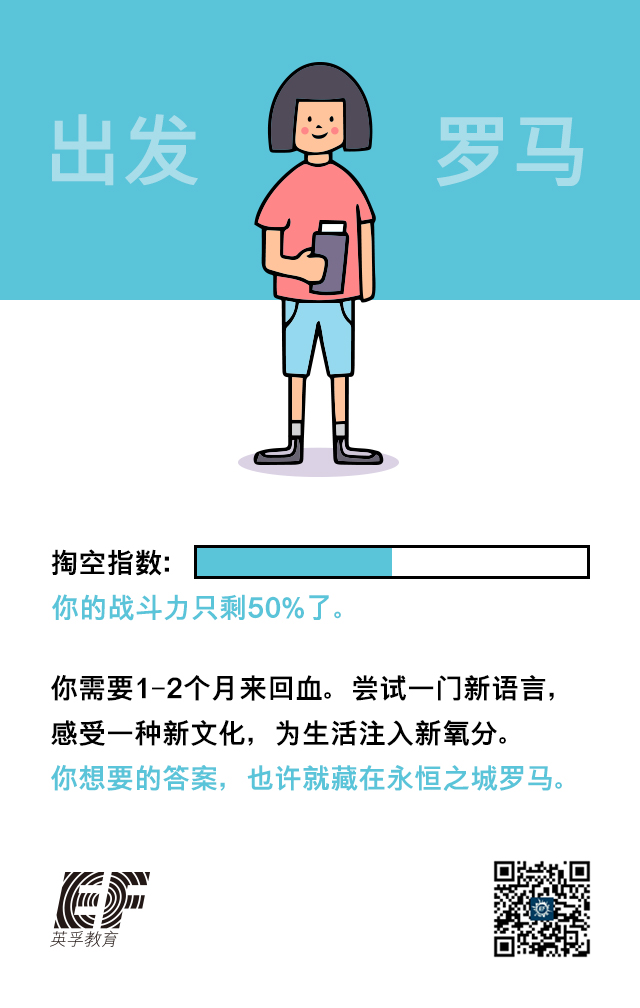 出发 罗马
掏空指数:
你的战斗力只剩50%了。
你需要1-2个月来回血。尝试一门新语言，
感受一种新文化，为生活注入新氧分。
你想要的答案，也许就藏在永恒之城罗马。
EF
英孚教育